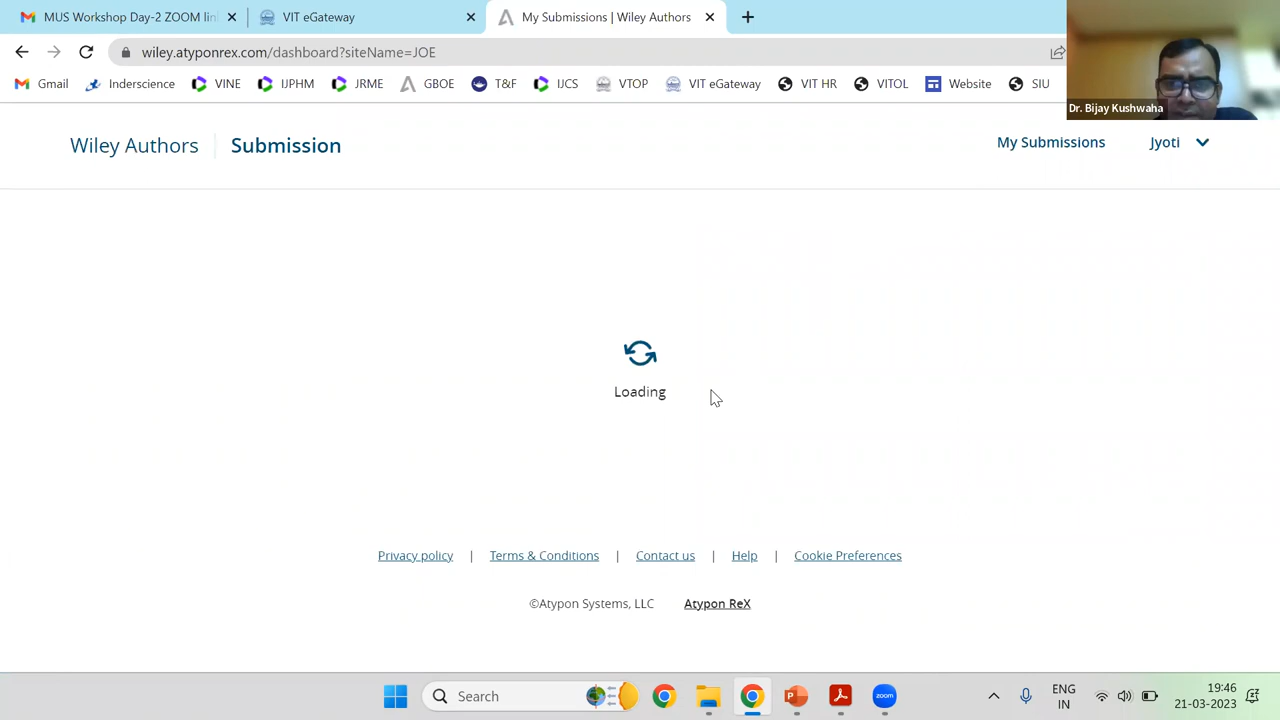 MUS Workshop Day-2 ZOOM lin
VIT eGateway
My Submissions | Wiley Authors
wiley.atyponrex.com/dashboard?siteName=JOE
Gmail
Inderscience
VINE
IJPHM
JRME
GBOE
T&F
IJCS
VTOP
VIT eGateway
VIT HR
VITOL
Website
SIU
Dr. Bijay Kushwaha
Wiley Authors
Submission
My Submissions
Jyoti
Loading
Privacy policy | Terms & Conditions | Contact us | Help | Cookie Preferences
©Atypon Systems, LLC
Atypon ReX
Search
zoom
ENG
IN
19:46
21-03-2023